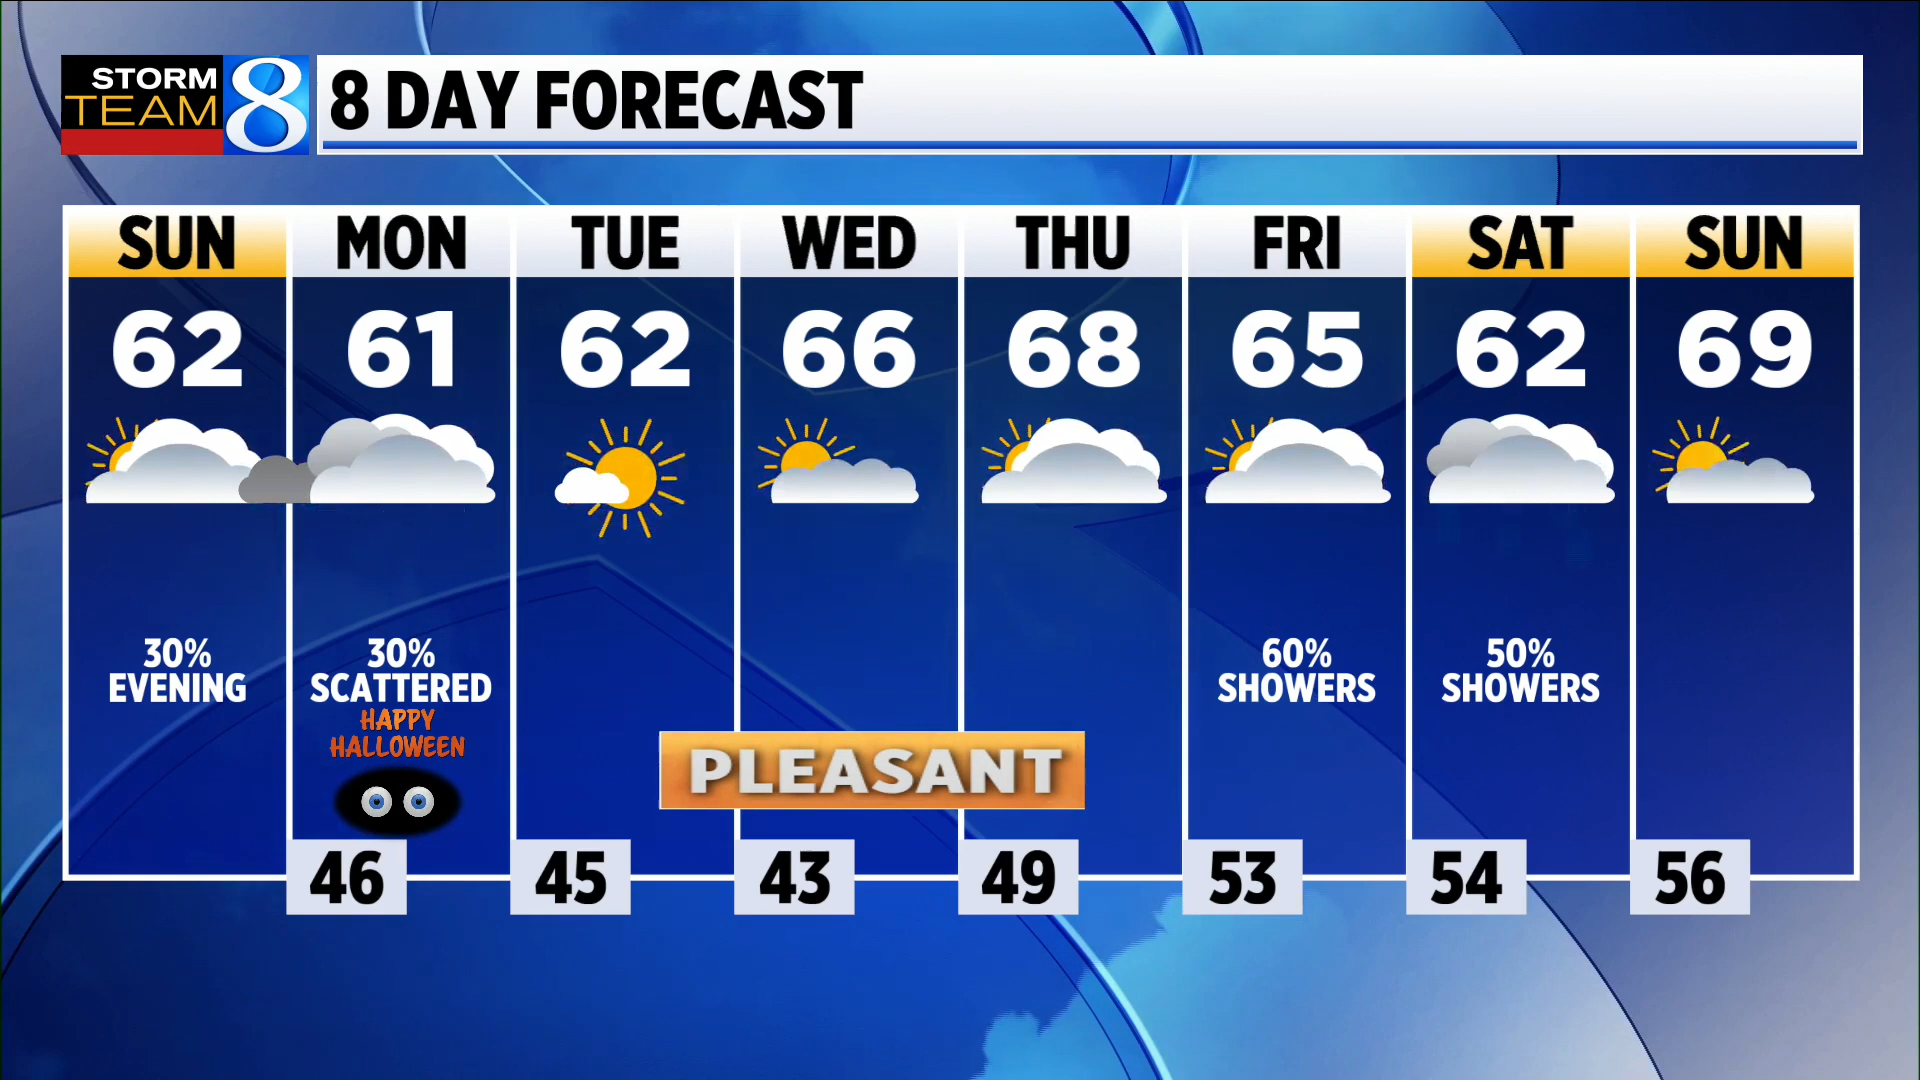 STORM
TEAM 8
8 DAY FORECAST
SUN MON TUE WED THU FRI SAT SUN
62 61 62 66 68 65 62 69
30%
EVENING
30%
SCATTERED
HAPPY
HALLOWEEN
60%
SHOWERS
50%
SHOWERS
PLEASANT
46 45 43 49 53 54 56